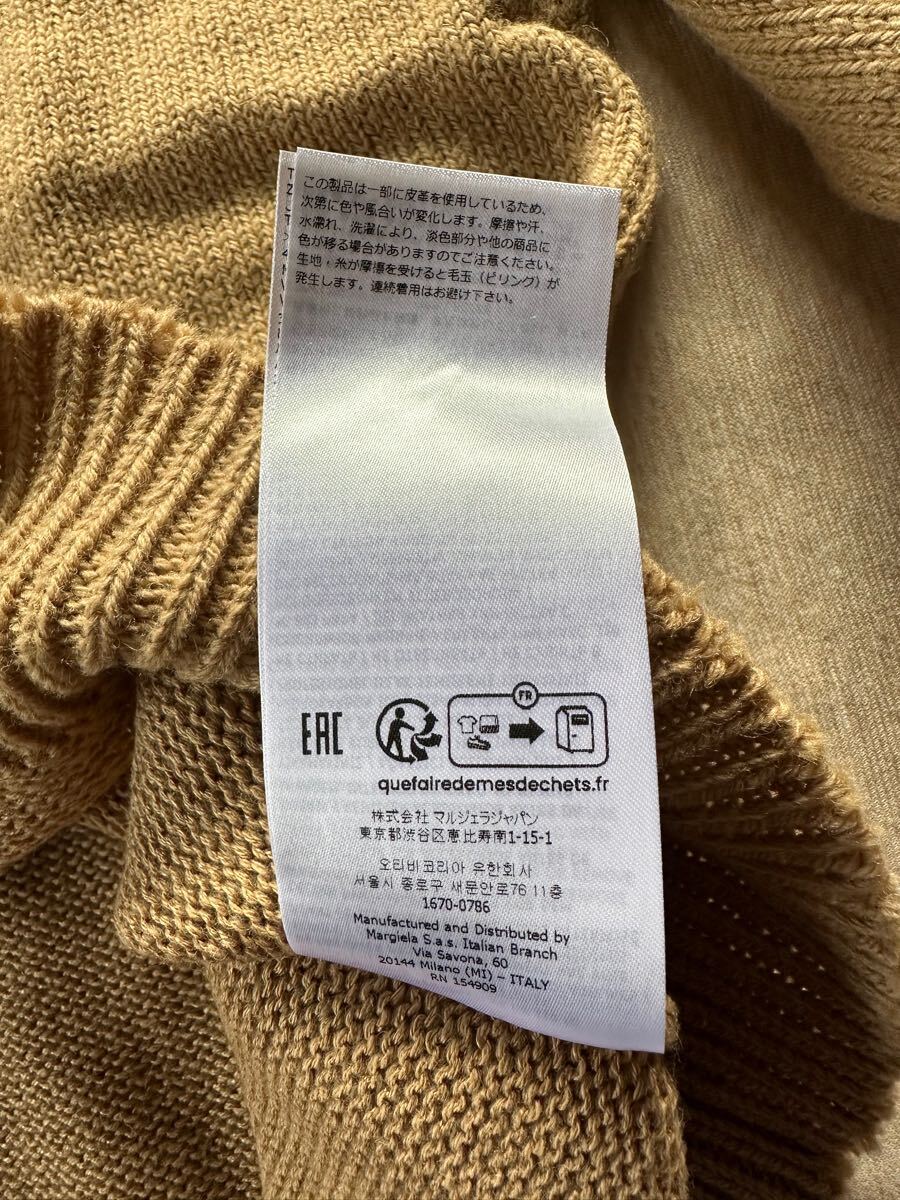 この製品は一部に皮革を使用しているため、
次第に色や風合いが変化します。摩擦や汗、
水濡れ、洗濯により、淡色部分や他の商品に
色が移る場合がありますのでご注意ください。
生地・糸が摩擦を受けると毛玉（ピリング）が
発生します。連続着用はお避け下さい。
EAC
FR
quefairedemesdechets.fr
株式会社 マルジェラジャパン
東京都渋谷区恵比寿南1-15-1
오티비코리아 유한회사
서울시 종로구 새문안로76 11층
1670-0786
Manufactured and Distributed by
Margiela S.a.s. Italian Branch
Via Savona, 60
20144 Milano (MI) – ITALY
RN 154909